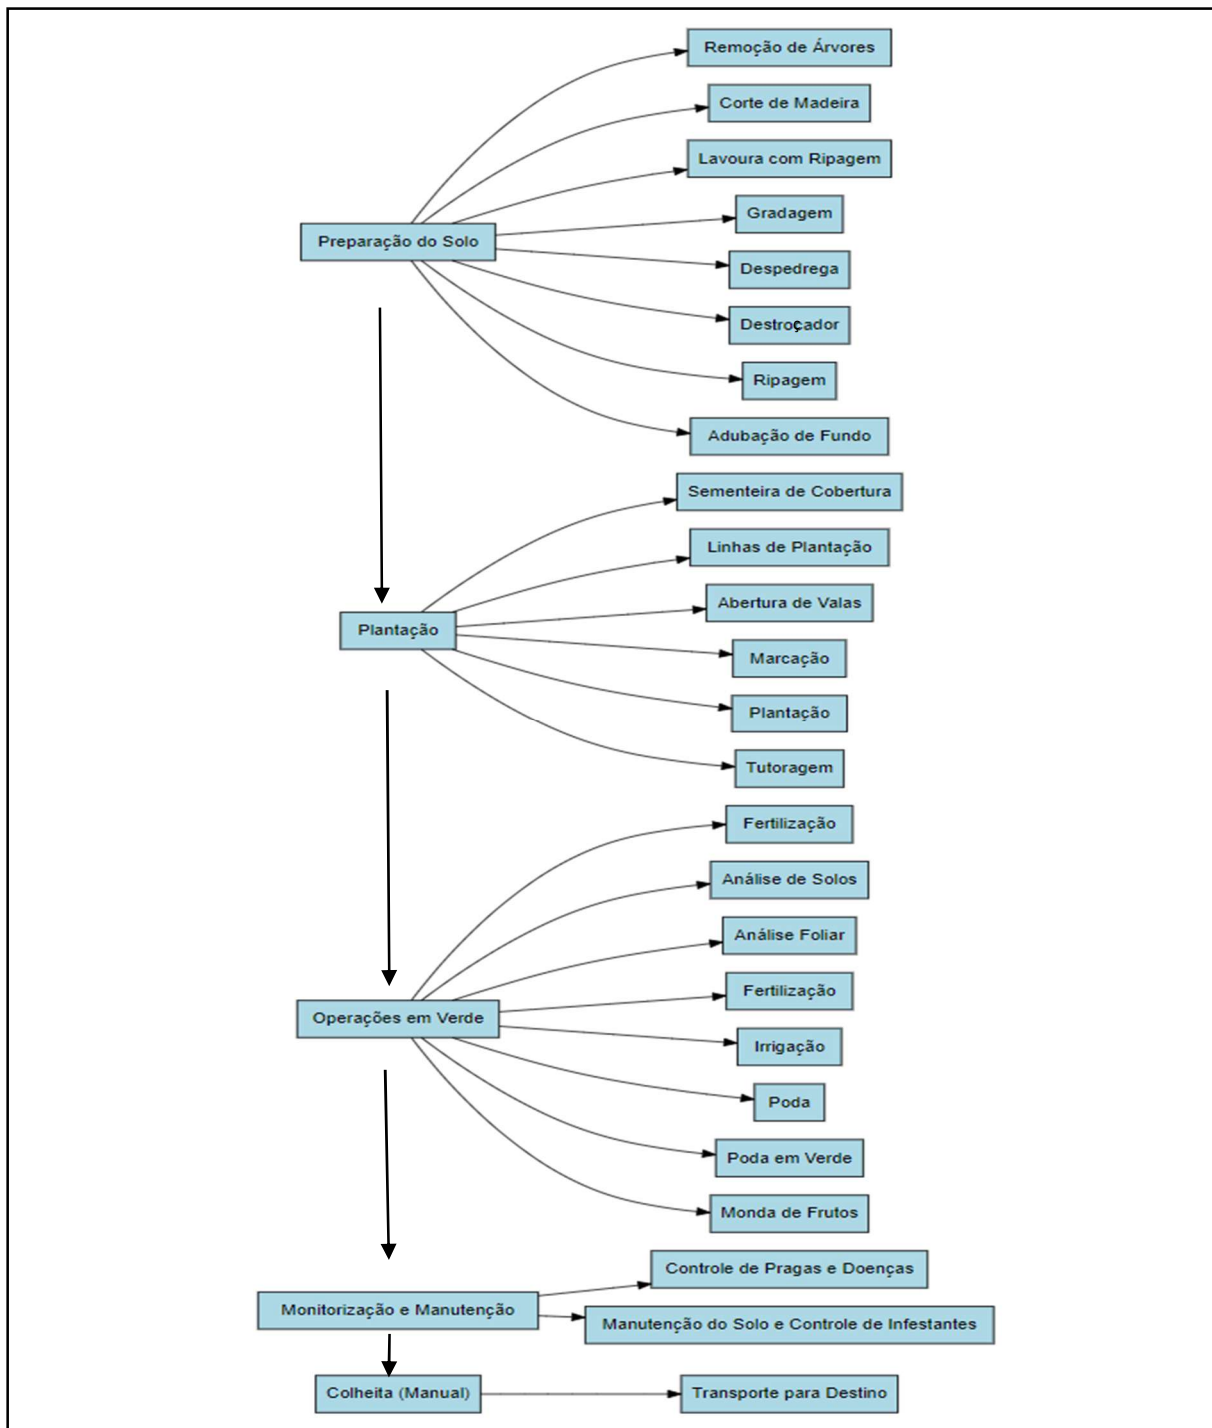 Remoção de Árvores
Corte de Madeira
Lavoura com Ripagem
Gradagem
Preparação do Solo
Despedrega
Destroçador
Ripagem
Adubação de Fundo
Sementeira de Cobertura
Linhas de Plantação
Abertura de Valas
Plantação
Marcação
Plantação
Tutoragem
Fertilização
Análise de Solos
Análise Foliar
Fertilização
Operações em Verde
Irrigação
Poda
Poda em Verde
Monda de Frutos
Controle de Pragas e Doenças
Monitorização e Manutenção
Manutenção do Solo e Controle de Infestantes
Colheita (Manual)
Transporte para Destino